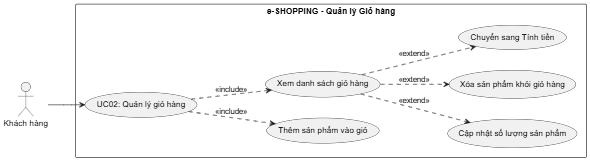 e-SHOPPING - Quản lý Giỏ hàng
Chuyển sang Tính tiền
«extend»
«include»
Xem danh sách giỏ hàng
«extend»
Xóa sản phẩm khỏi giỏ hàng
UC02: Quản lý giỏ hàng
«extend»
«include»
Khách hàng
Thêm sản phẩm vào giỏ
Cập nhật số lượng sản phẩm